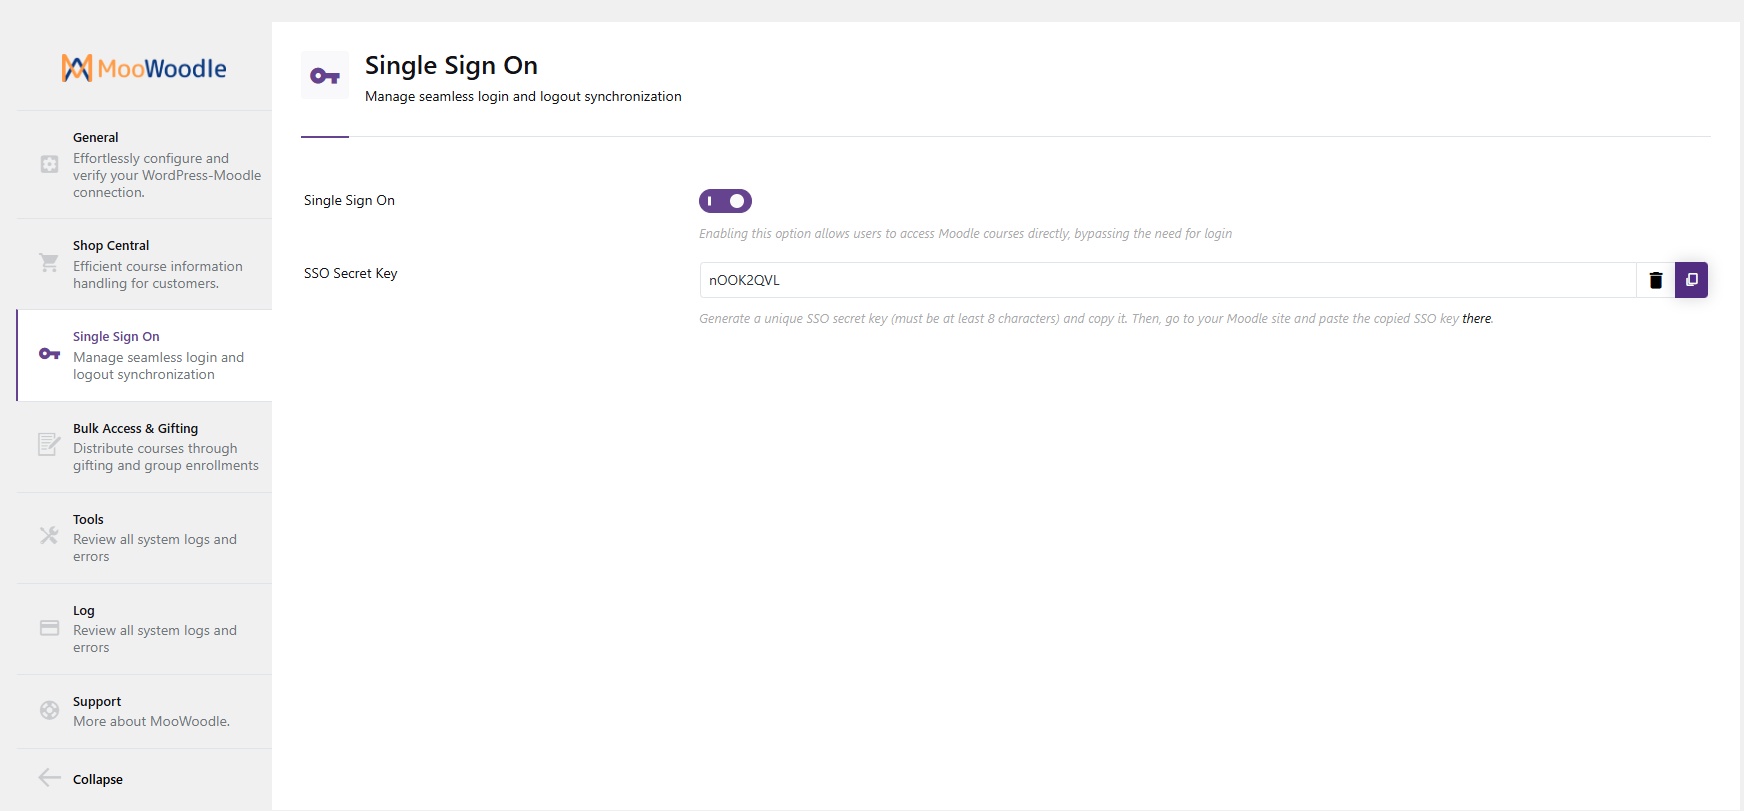 MooWoodle
General
Effortlessly configure and
verify your WordPress-Moodle
connection.
Shop Central
Efficient course information
handling for customers.
Single Sign On
Manage seamless login and
logout synchronization
Bulk Access & Gifting
Distribute courses through
gifting and group enrollments
Tools
Review all system logs and
errors
Log
Review all system logs and
errors
Support
More about MooWoodle.
Collapse
Single Sign On
Manage seamless login and logout synchronization
Single Sign On
Enabling this option allows users to access Moodle courses directly, bypassing the need for login
SSO Secret Key
nOOK2QVL
Generate a unique SSO secret key (must be at least 8 characters) and copy it. Then, go to your Moodle site and paste the copied SSO key there.